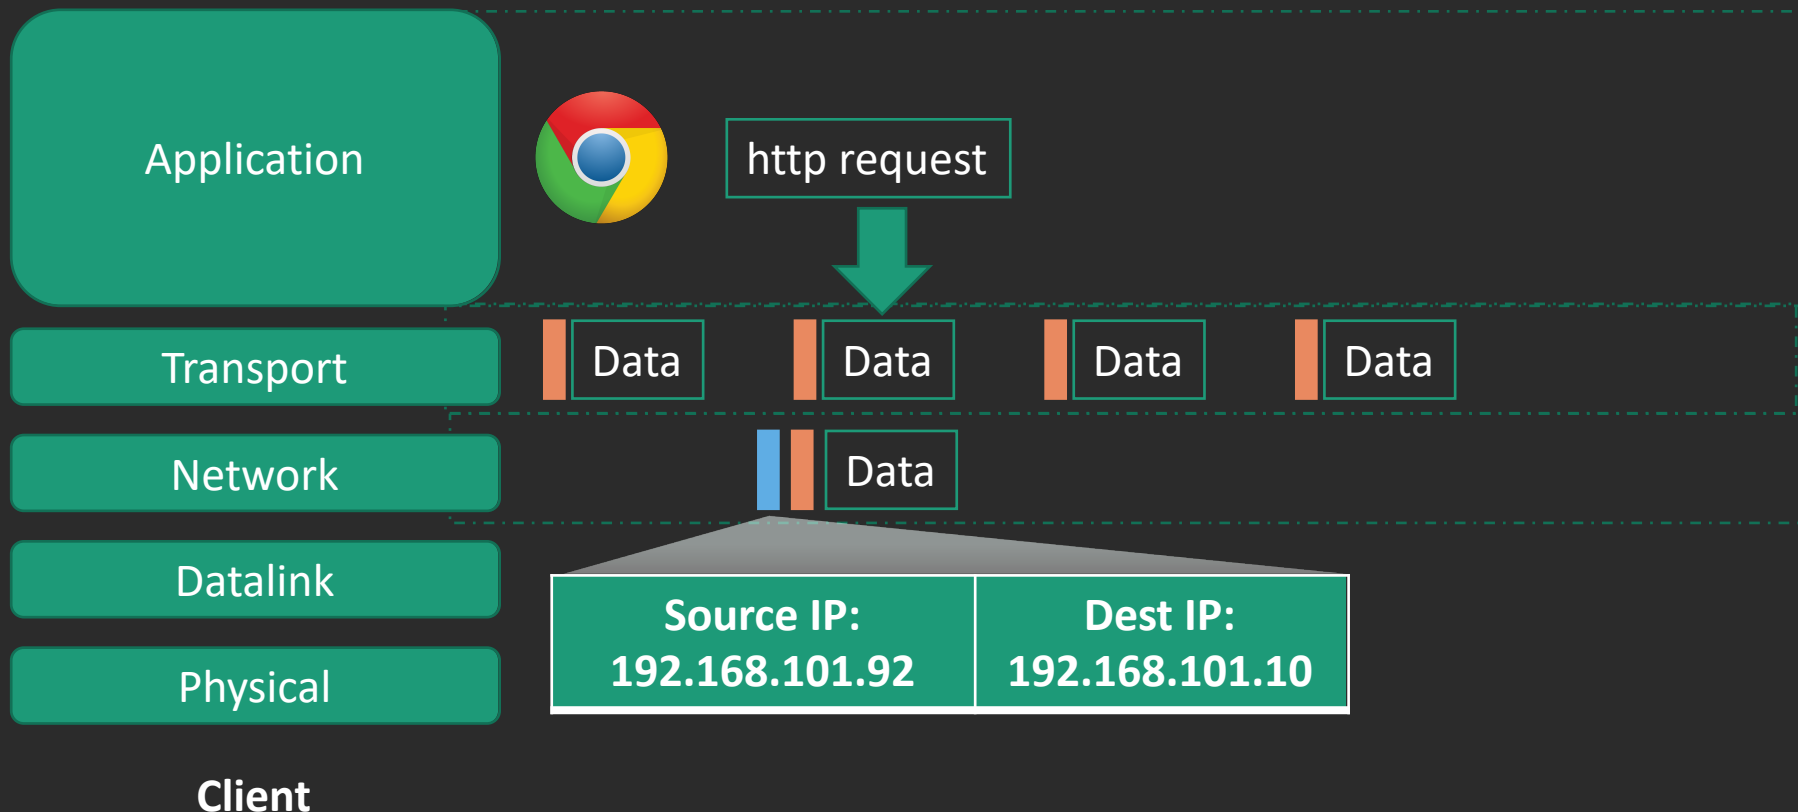 Application
http request
Transport
Data
Data
Data
Data
Network
Data
Datalink
Source IP:
192.168.101.92
Dest IP:
192.168.101.10
Physical
Client